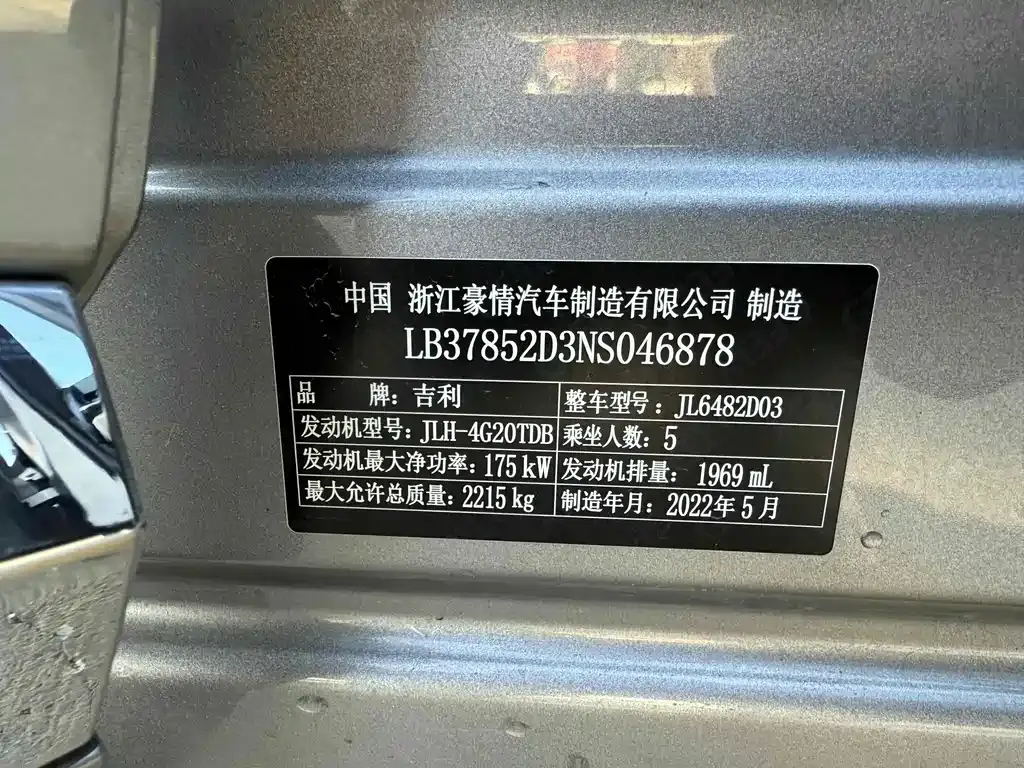 中国 浙江豪情汽车制造有限公司 制造
LB37852D3NS046878
品 牌：吉利 整车型号：JL6482D03
发动机型号：JLH-4G20TDB 乘坐人数：5
发动机最大净功率：175 kW 发动机排量：1969 mL
最大允许总质量：2215 kg 制造年月：2022年5月